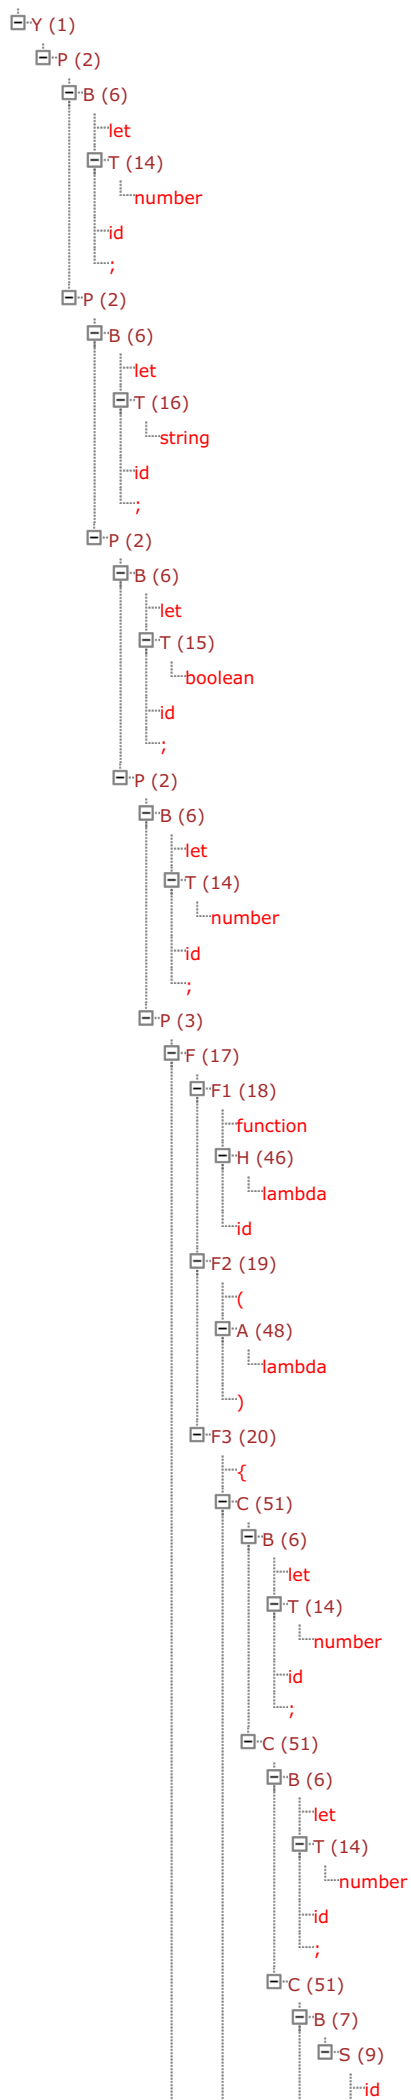 Y (1)
P (2)
B (6)
let
T (14)
number
id
;
P (2)
B (6)
let
T (16)
string
id
;
P (2)
B (6)
let
T (15)
boolean
id
;
P (2)
B (6)
let
T (14)
number
id
;
P (3)
F (17)
F1 (18)
function
H (46)
lambda
id
F2 (19)
(
A (48)
lambda
)
F3 (20)
{
C (51)
B (6)
let
T (14)
number
id
;
C (51)
B (6)
let
T (14)
number
id
;
C (51)
B (7)
S (9)
id